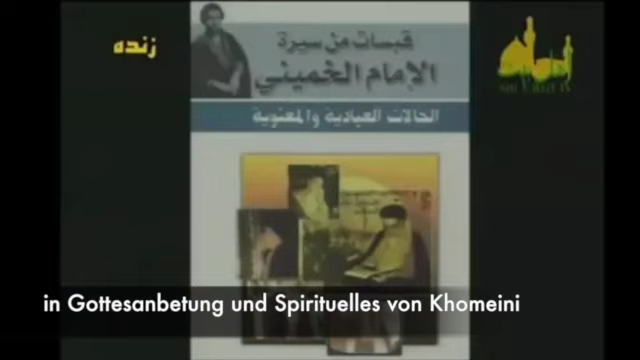 زنده
قبسات من سيرة
الإمام الخميني
الحالات العبادية والمعنوية
in Gottesanbetung und Spirituelles von Khomeini